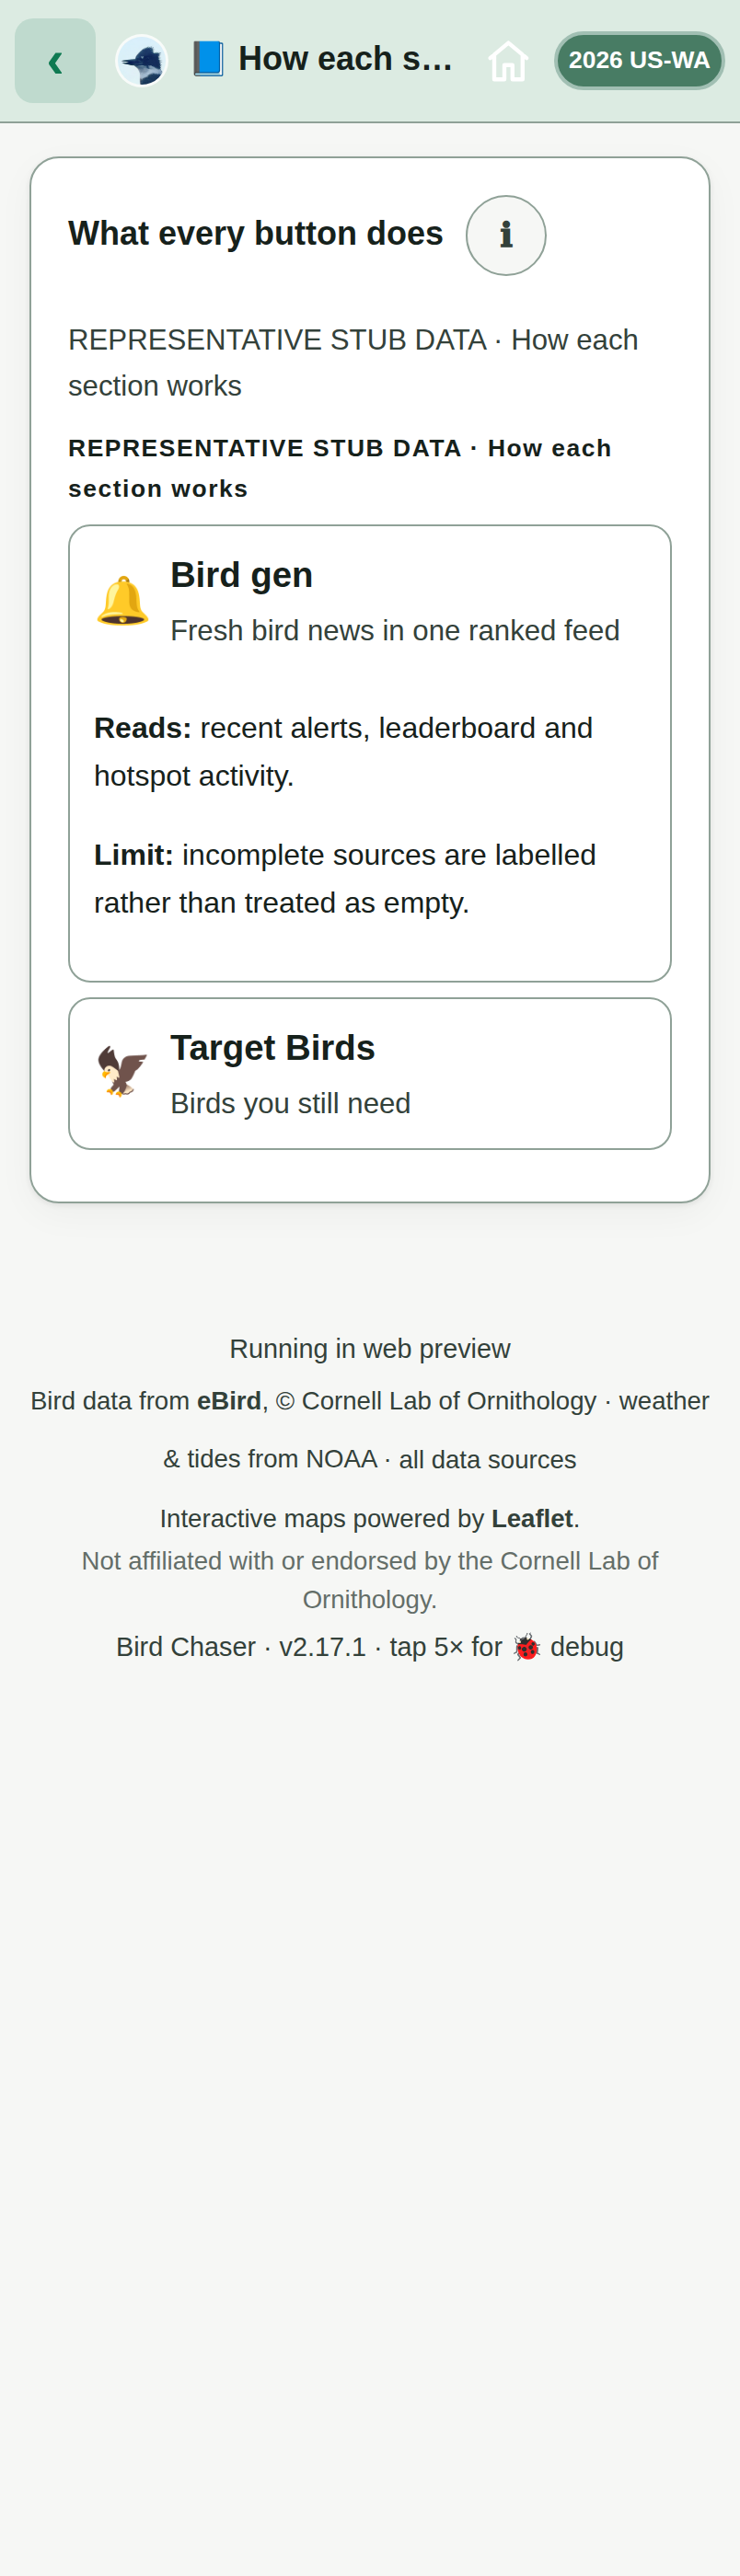 ‹ 📘 How each s… 2026 US-WA
What every button does ℹ
REPRESENTATIVE STUB DATA · How each
section works
REPRESENTATIVE STUB DATA · How each
section works
🔔 Bird gen
Fresh bird news in one ranked feed
Reads: recent alerts, leaderboard and
hotspot activity.
Limit: incomplete sources are labelled
rather than treated as empty.
🦅 Target Birds
Birds you still need
Running in web preview
Bird data from eBird, © Cornell Lab of Ornithology · weather
& tides from NOAA · all data sources
Interactive maps powered by Leaflet.
Not affiliated with or endorsed by the Cornell Lab of
Ornithology.
Bird Chaser · v2.17.1 · tap 5× for 🐞 debug